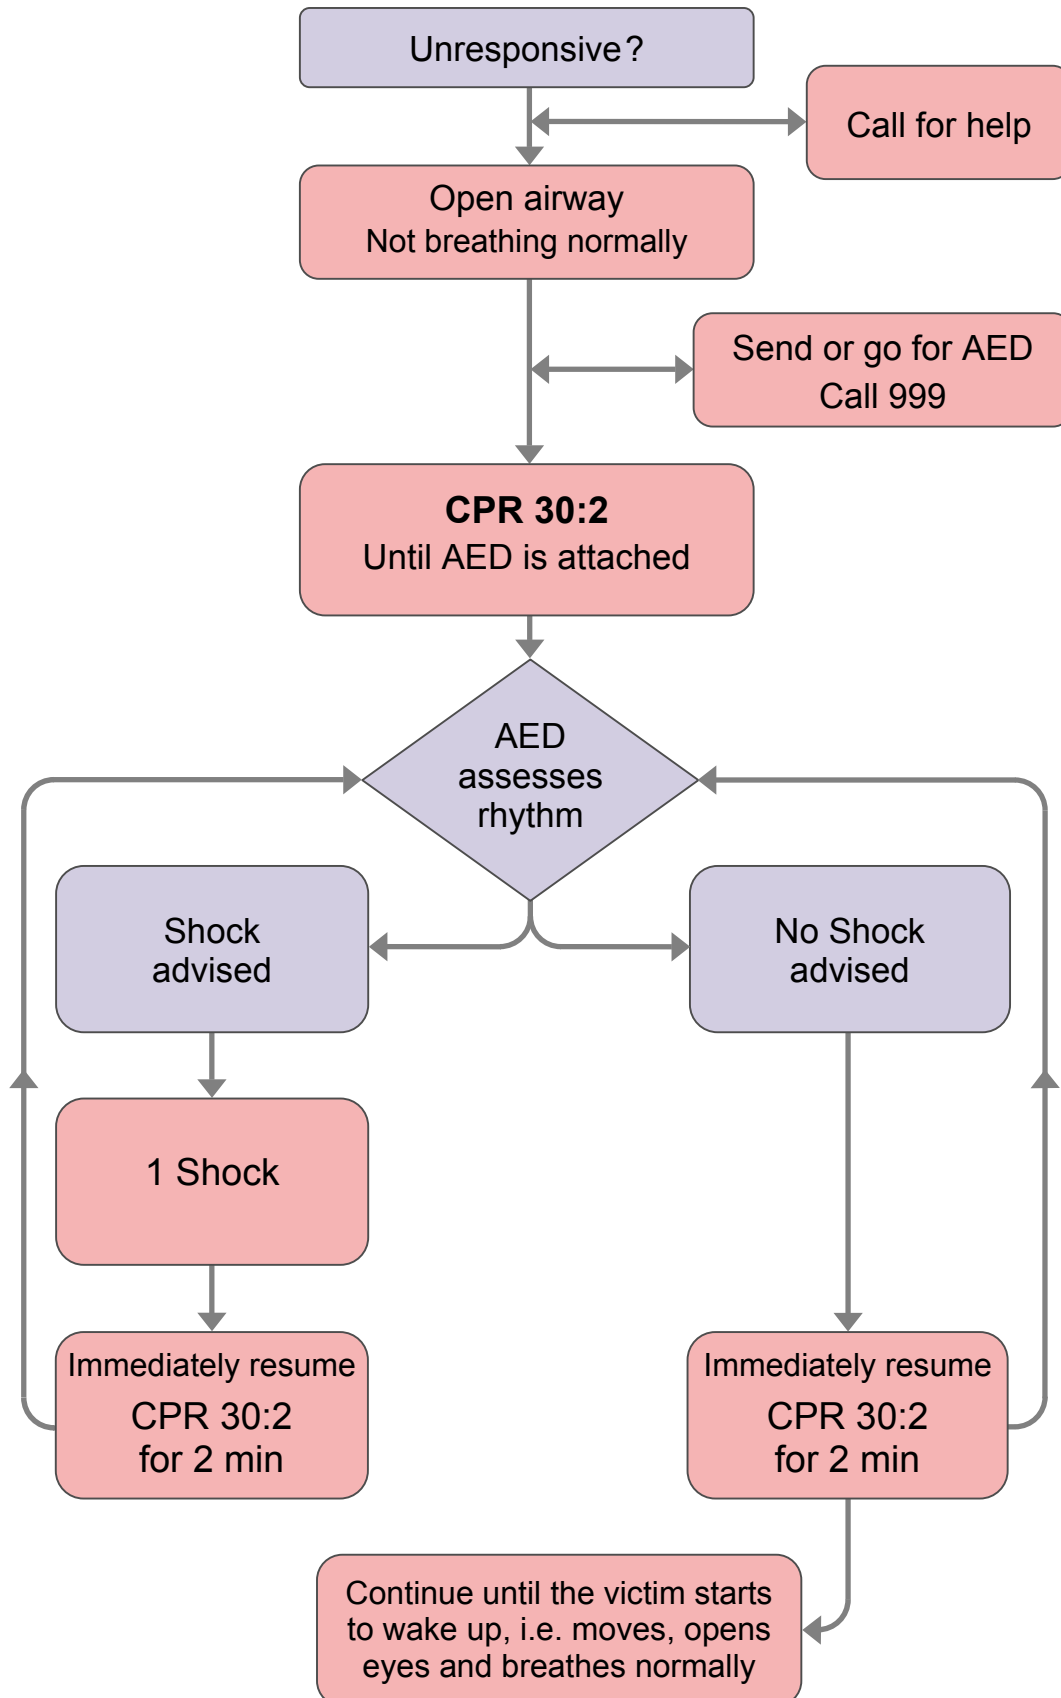 Unresponsive?
Call for help
Open airway
Not breathing normally
Send or go for AED
Call 999
CPR 30:2
Until AED is attached
AED
assesses
rhythm
Shock
advised
No Shock
advised
1 Shock
Immediately resume
CPR 30:2
for 2 min
Immediately resume
CPR 30:2
for 2 min
Continue until the victim starts
to wake up, i.e. moves, opens
eyes and breathes normally